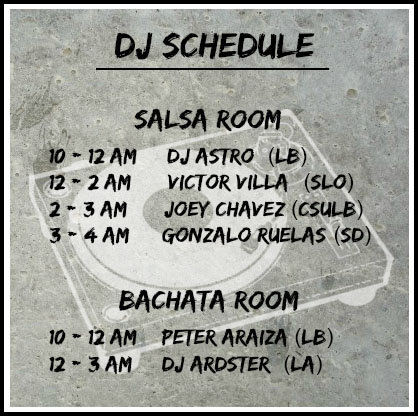 DJ SCHEDULE
SALSA ROOM
10 - 12 AM DJ ASTRO (LB)
12 - 2 AM VICTOR VILLA (SLO)
2 - 3 AM JOEY CHAVEZ (CSULB)
3 - 4 AM GONZALO RUELAS (SD)
BACHATA ROOM
10 - 12 AM PETER ARAIZA (LB)
12 - 3 AM DJ ARDSTER (LA)